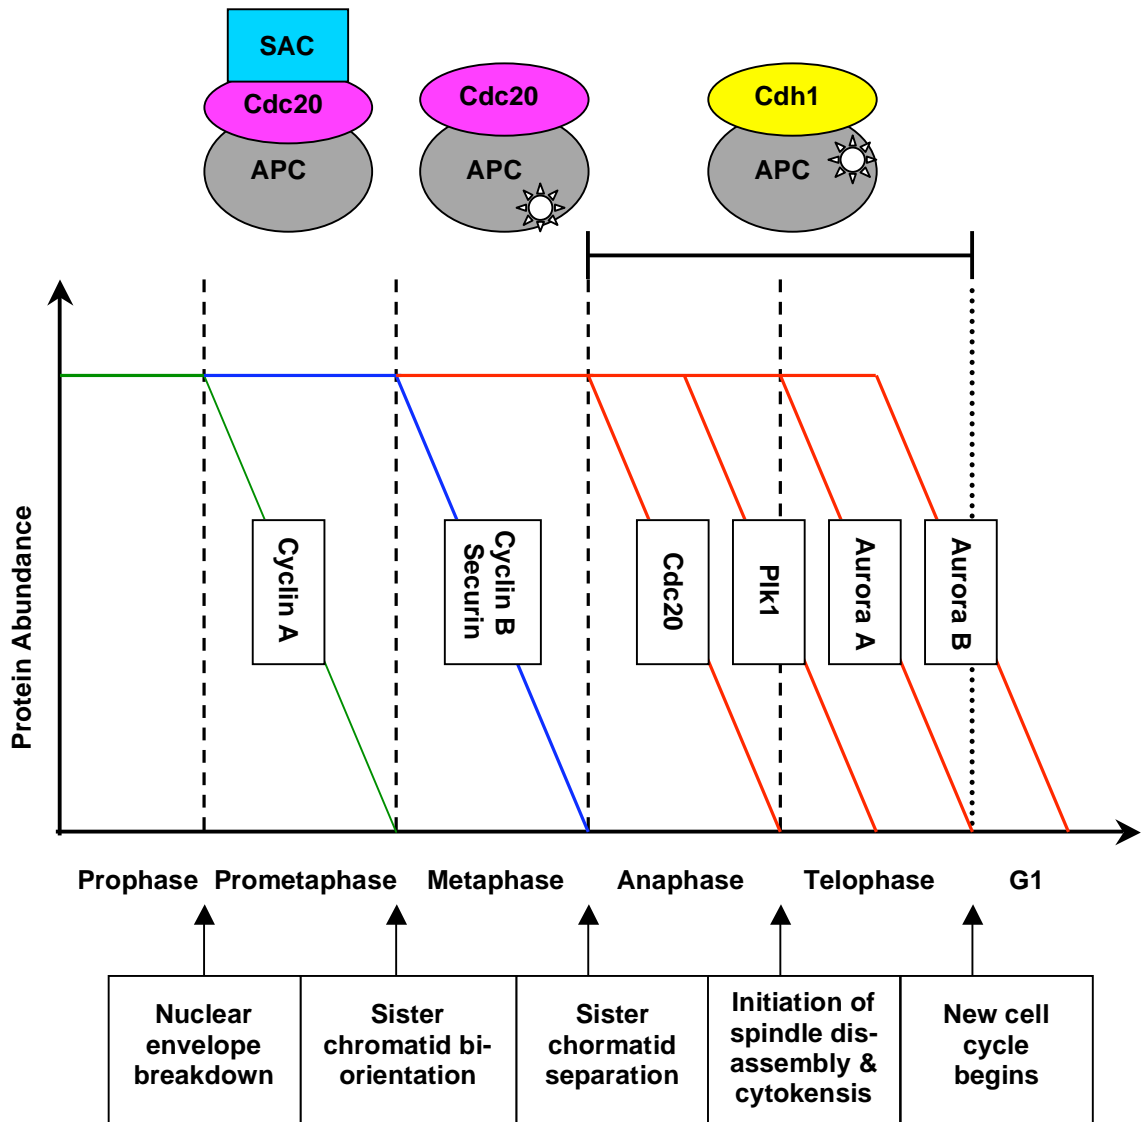 SAC
Cdc20
APC
Cdc20
APC
Cdh1
APC
Protein Abundance
Cyclin A
Cyclin B
Securin
Cdc20
Plk1
Aurora A
Aurora B
Prophase
Prometaphase
Metaphase
Anaphase
Telophase
G1
Nuclear
envelope
breakdown
Sister
chromatid bi-
orientation
Sister
chormatid
separation
Initiation of
spindle dis-
assembly &
cytokensis
New cell
cycle
begins